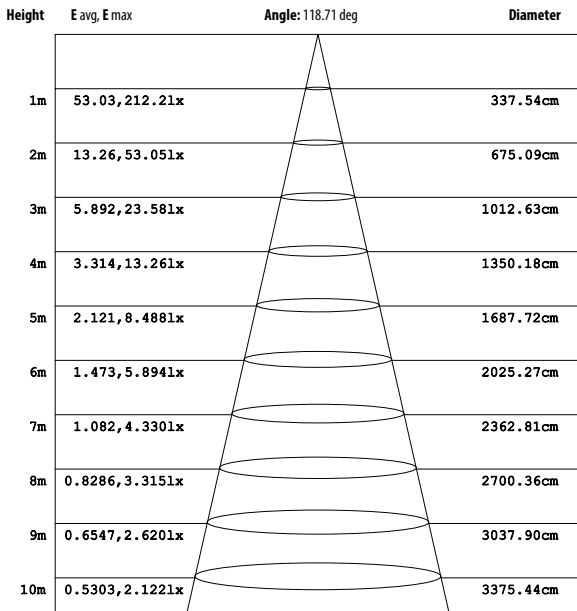 Height E avg, E max Angle: 118.71 deg Diameter
1m 53.03,212.2lx 337.54cm
2m 13.26,53.05lx 675.09cm
3m 5.892,23.58lx 1012.63cm
4m 3.314,13.26lx 1350.18cm
5m 2.121,8.488lx 1687.72cm
6m 1.473,5.894lx 2025.27cm
7m 1.082,4.330lx 2362.81cm
8m 0.8286,3.315lx 2700.36cm
9m 0.6547,2.620lx 3037.90cm
10m 0.5303,2.122lx 3375.44cm